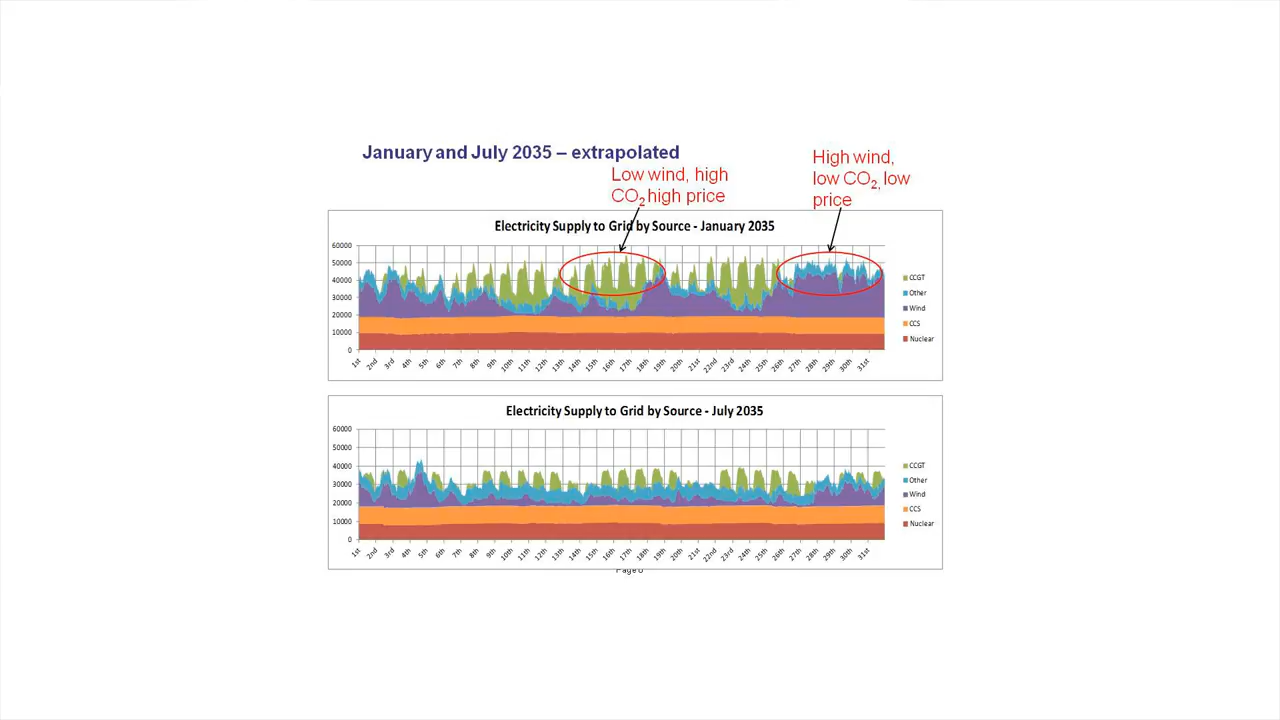 January and July 2035 – extrapolated
Low wind, high
CO2 high price
High wind,
low CO2, low
price
Electricity Supply to Grid by Source - January 2035
60000
50000
40000
30000
20000
10000
0
1st 2nd 3rd 4th 5th 6th 7th 8th 9th 10th 11th 12th 13th 14th 15th 16th 17th 18th 19th 20th 21st 22nd 23rd 24th 25th 26th 27th 28th 29th 30th 31st
CCGT
Other
Wind
CCS
Nuclear
Electricity Supply to Grid by Source - July 2035
60000
50000
40000
30000
20000
10000
0
1st 2nd 3rd 4th 5th 6th 7th 8th 9th 10th 11th 12th 13th 14th 15th 16th 17th 18th 19th 20th 21st 22nd 23rd 24th 25th 26th 27th 28th 29th 30th 31st
CCGT
Other
Wind
CCS
Nuclear
Page